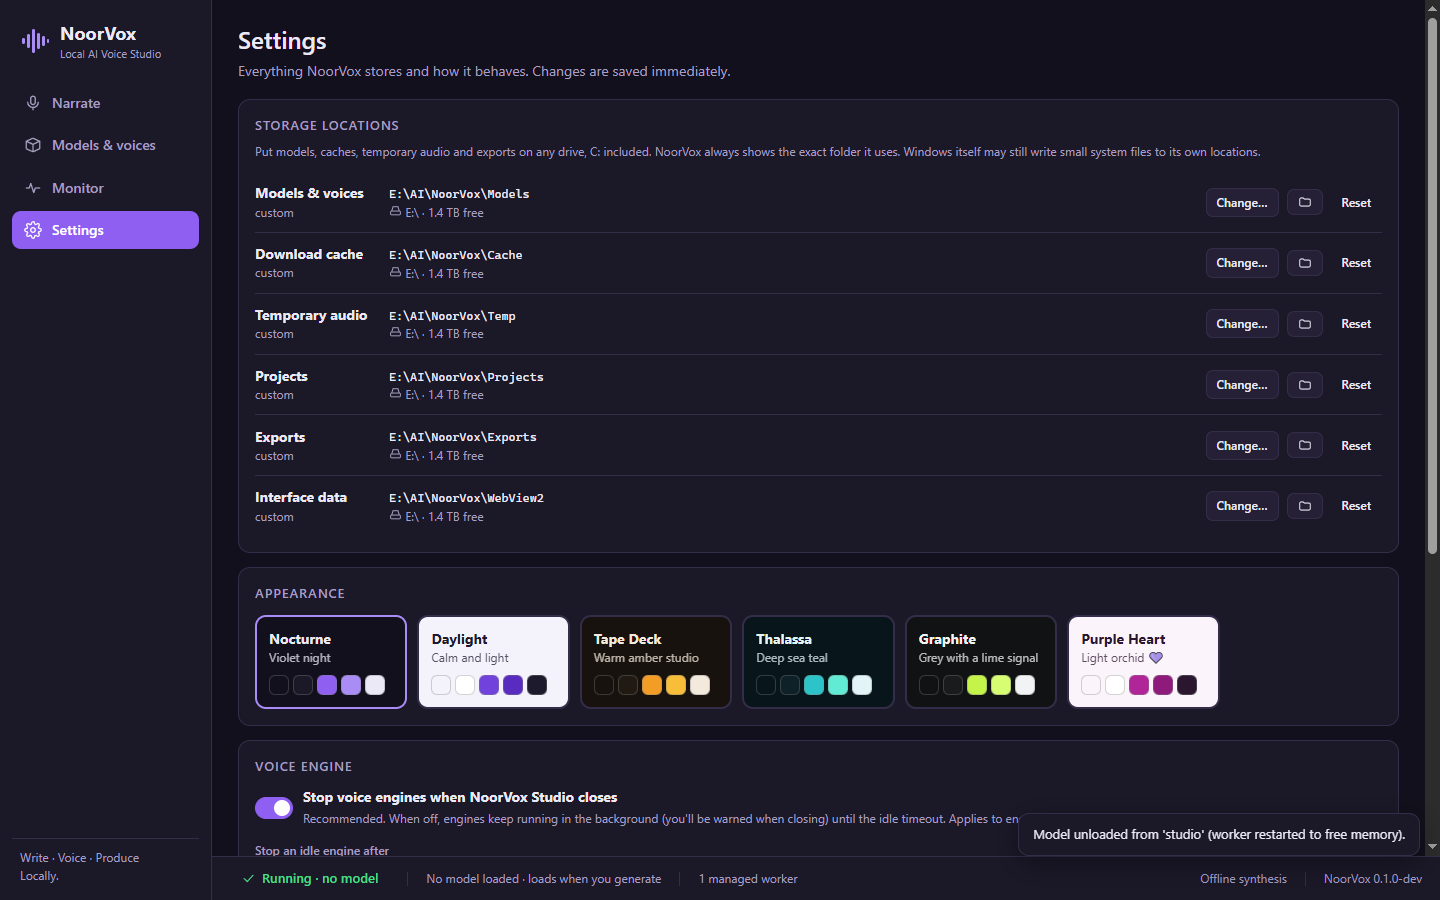 NoorVox
Local AI Voice Studio
Narrate
Models & voices
Monitor
Settings
Write · Voice · Produce
Locally.
Settings
Everything NoorVox stores and how it behaves. Changes are saved immediately.
STORAGE LOCATIONS
Put models, caches, temporary audio and exports on any drive, C: included. NoorVox always shows the exact folder it uses. Windows itself may still write small system files to its own locations.
Models & voices E:\AI\NoorVox\Models Change... Reset
custom E:\ · 1.4 TB free
Download cache E:\AI\NoorVox\Cache Change... Reset
custom E:\ · 1.4 TB free
Temporary audio E:\AI\NoorVox\Temp Change... Reset
custom E:\ · 1.4 TB free
Projects E:\AI\NoorVox\Projects Change... Reset
custom E:\ · 1.4 TB free
Exports E:\AI\NoorVox\Exports Change... Reset
custom E:\ · 1.4 TB free
Interface data E:\AI\NoorVox\WebView2 Change... Reset
custom E:\ · 1.4 TB free
APPEARANCE
Nocturne
Violet night
Daylight
Calm and light
Tape Deck
Warm amber studio
Thalassa
Deep sea teal
Graphite
Grey with a lime signal
Purple Heart
Light orchid 💜
VOICE ENGINE
Stop voice engines when NoorVox Studio closes
Recommended. When off, engines keep running in the background (you'll be warned when closing) until the idle timeout. Applies to en
Stop an idle engine after
Model unloaded from 'studio' (worker restarted to free memory).
Running · no model
No model loaded · loads when you generate
1 managed worker
Offline synthesis
NoorVox 0.1.0-dev